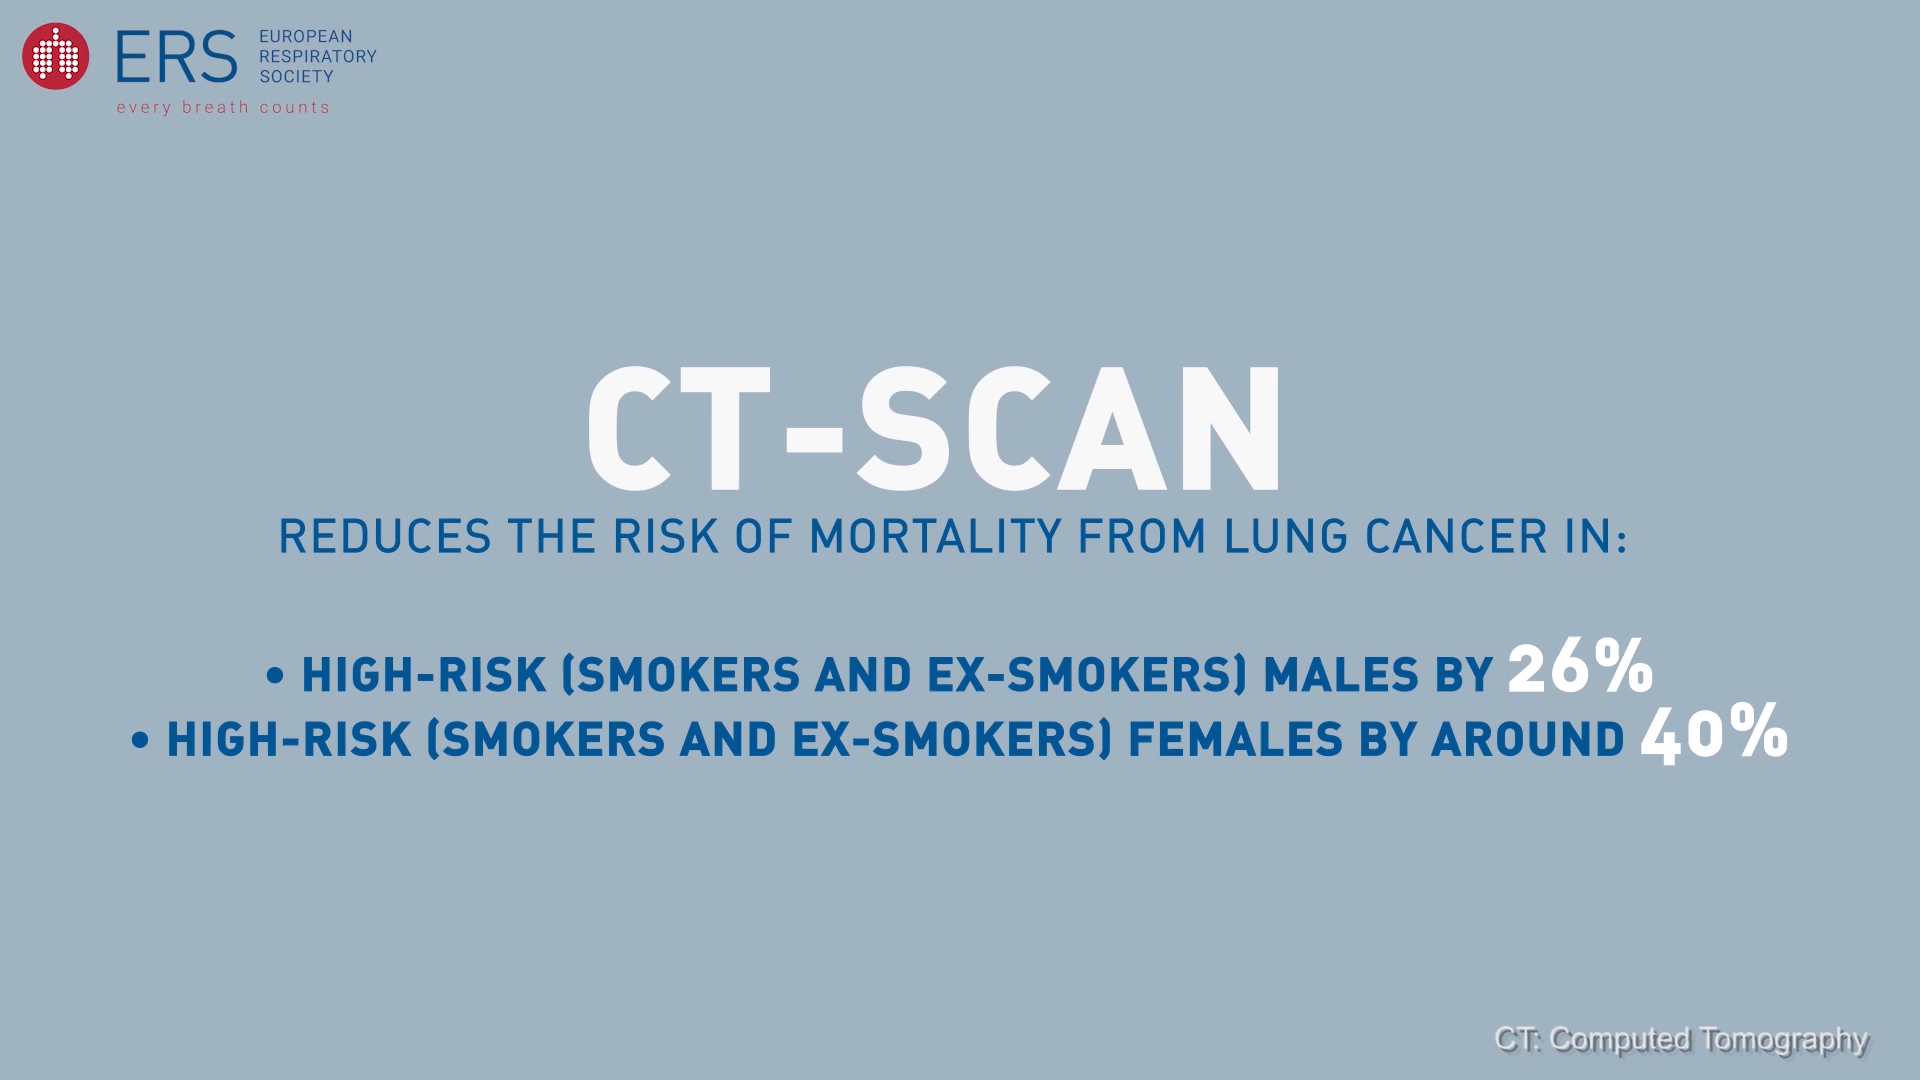 ERS
EUROPEAN
RESPIRATORY
SOCIETY
every breath counts
CT-SCAN
REDUCES THE RISK OF MORTALITY FROM LUNG CANCER IN:
• HIGH-RISK (SMOKERS AND EX-SMOKERS) MALES BY 26%
• HIGH-RISK (SMOKERS AND EX-SMOKERS) FEMALES BY AROUND 40%
CT: Computed Tomography